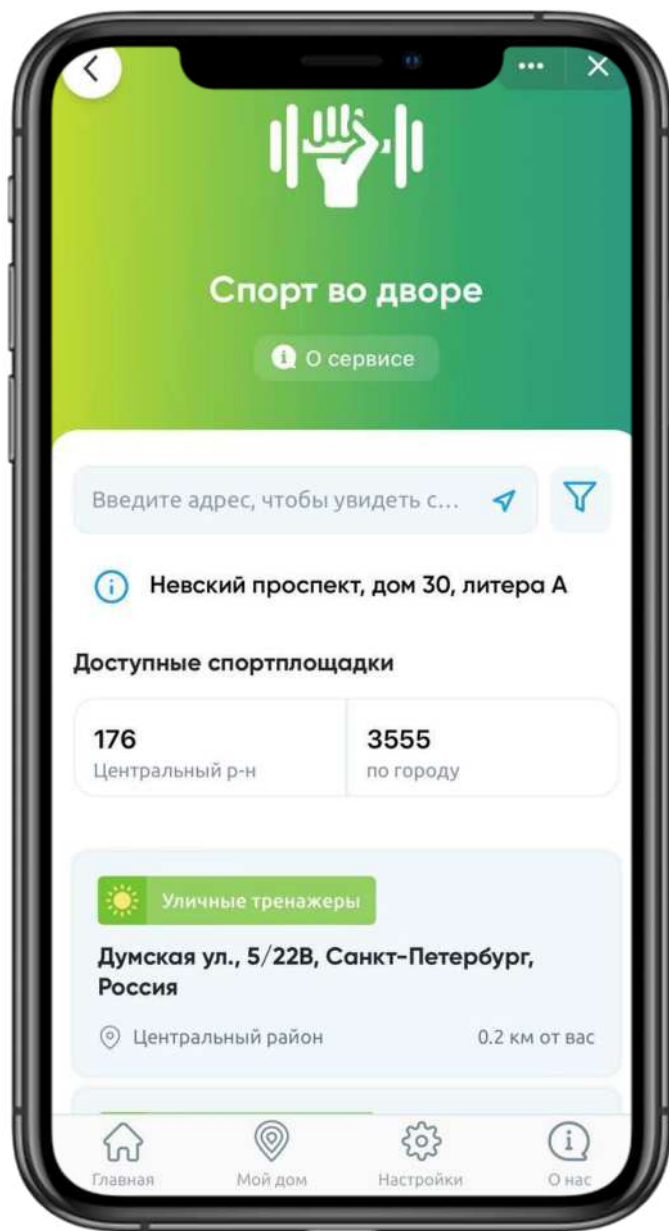 Спорт во дворе
О сервисе
Введите адрес, чтобы увидеть с...
Невский проспект, дом 30, литера А
Доступные спортплощадки
176
Центральный р-н
3555
по городу
Уличные тренажеры
Думская ул., 5/22В, Санкт-Петербург,
Россия
Центральный район
0.2 км от вас
Главная
Мой дом
Настройки
О нас